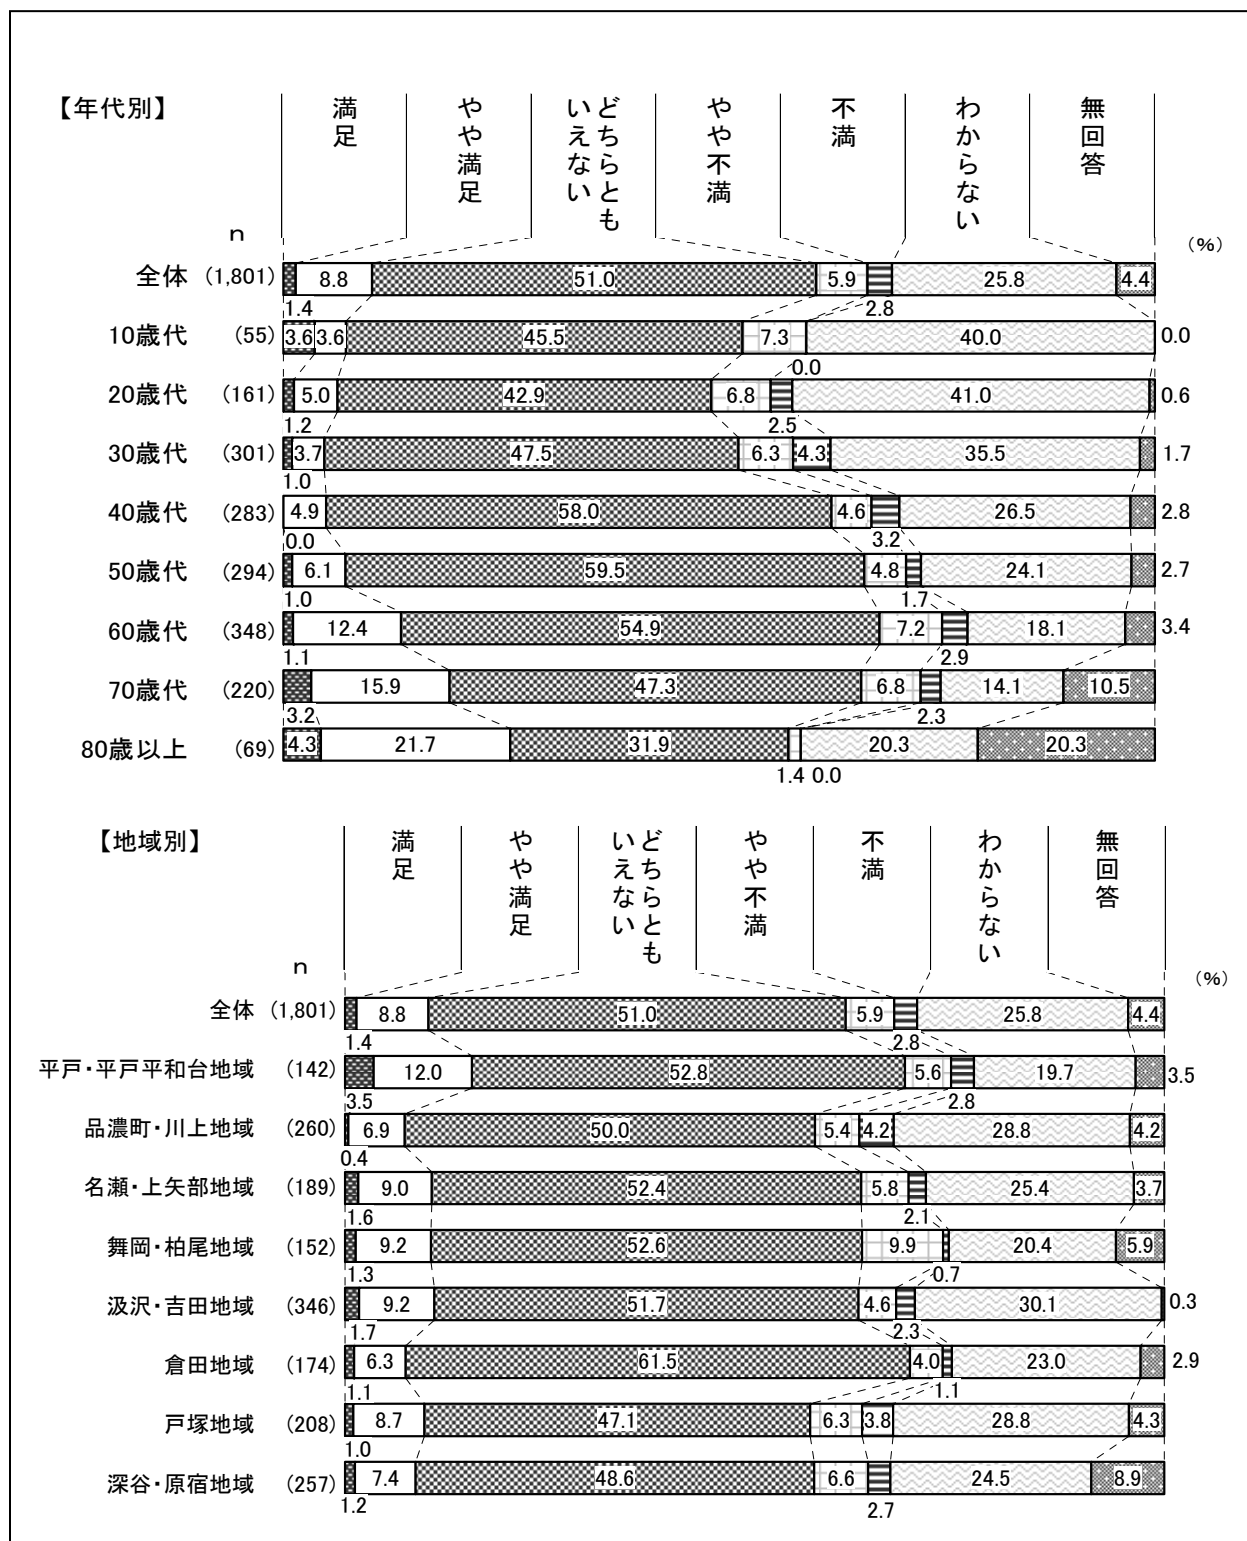 【年代別】
満足
やや満足
どちらとも
いえない
やや不満
不満
わからない
無回答
n
(%)
全体 (1,801) 8.8 51.0 5.9 25.8 4.4
1.4 2.8
10歳代 (55) 3.6 3.6 45.5 7.3 40.0 0.0
0.0
20歳代 (161) 5.0 42.9 6.8 41.0 0.6
1.2 2.5
30歳代 (301) 3.7 47.5 6.3 4.3 35.5 1.7
1.0
40歳代 (283) 4.9 58.0 4.6 26.5 2.8
0.0 3.2
50歳代 (294) 6.1 59.5 4.8 24.1 2.7
1.0 1.7
60歳代 (348) 12.4 54.9 7.2 18.1 3.4
1.1 2.9
70歳代 (220) 15.9 47.3 6.8 14.1 10.5
3.2 2.3
80歳以上 (69) 4.3 21.7 31.9 20.3 20.3
1.4 0.0
【地域別】
満足
やや満足
どちらとも
いえない
やや不満
不満
わからない
無回答
n
(%)
全体 (1,801) 8.8 51.0 5.9 25.8 4.4
1.4 2.8
平戸・平戸平和台地域 (142) 12.0 52.8 5.6 19.7 3.5
3.5 2.8
品濃町・川上地域 (260) 6.9 50.0 5.4 4.2 28.8 4.2
0.4
名瀬・上矢部地域 (189) 9.0 52.4 5.8 25.4 3.7
1.6 2.1
舞岡・柏尾地域 (152) 9.2 52.6 9.9 20.4 5.9
1.3 0.7
汲沢・吉田地域 (346) 9.2 51.7 4.6 30.1 0.3
1.7 2.3
倉田地域 (174) 6.3 61.5 4.0 23.0 2.9
1.1 1.1
戸塚地域 (208) 8.7 47.1 6.3 3.8 28.8 4.3
1.0
深谷・原宿地域 (257) 7.4 48.6 6.6 24.5 8.9
1.2 2.7